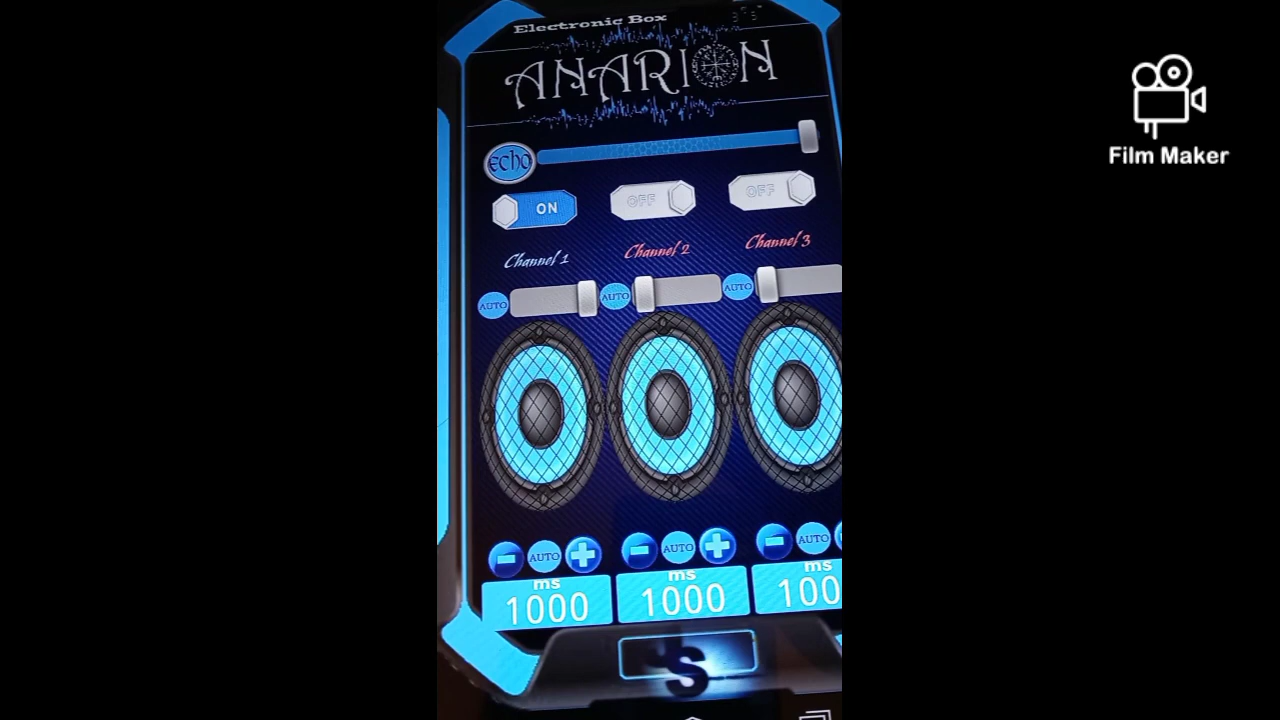 Electronic Box
ANARION
Film Maker
echo
ON
OFF
OFF
Channel 1
Channel 2
Channel 3
AUTO
AUTO
AUTO
AUTO
AUTO
AUTO
ms
ms
ms
1000
1000
100
S